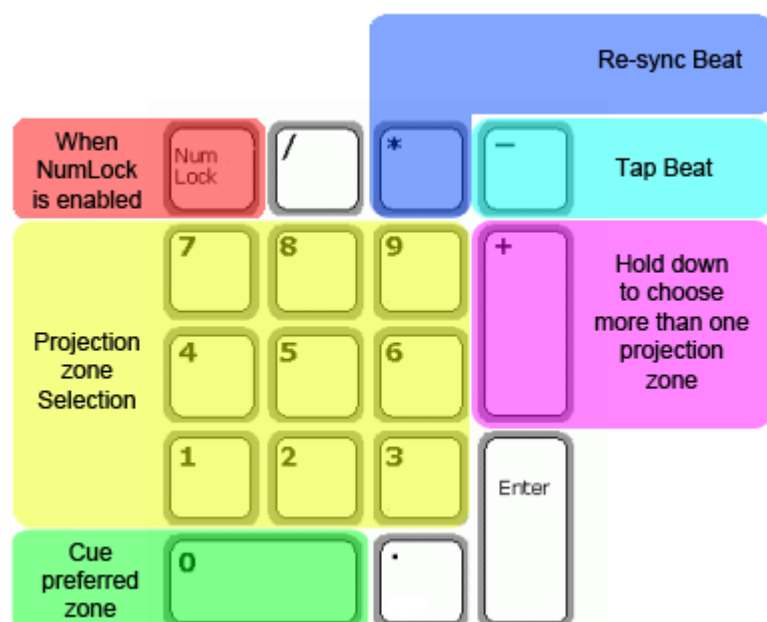 Re-sync Beat
When
NumLock
is enabled
Num
Lock
/
*
-
Tap Beat
7
8
9
+
Hold down
to choose
more than one
projection
zone
Projection
zone
Selection
4
5
6
1
2
3
Enter
Cue
preferred
zone
0
.